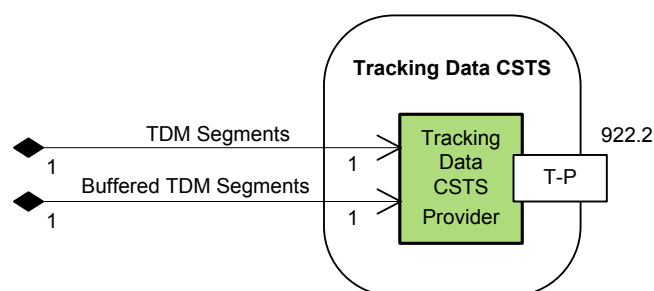 Tracking Data CSTS
TDM Segments
1
1
Buffered TDM Segments
1
1
Tracking
Data
CSTS
Provider
T-P
922.2